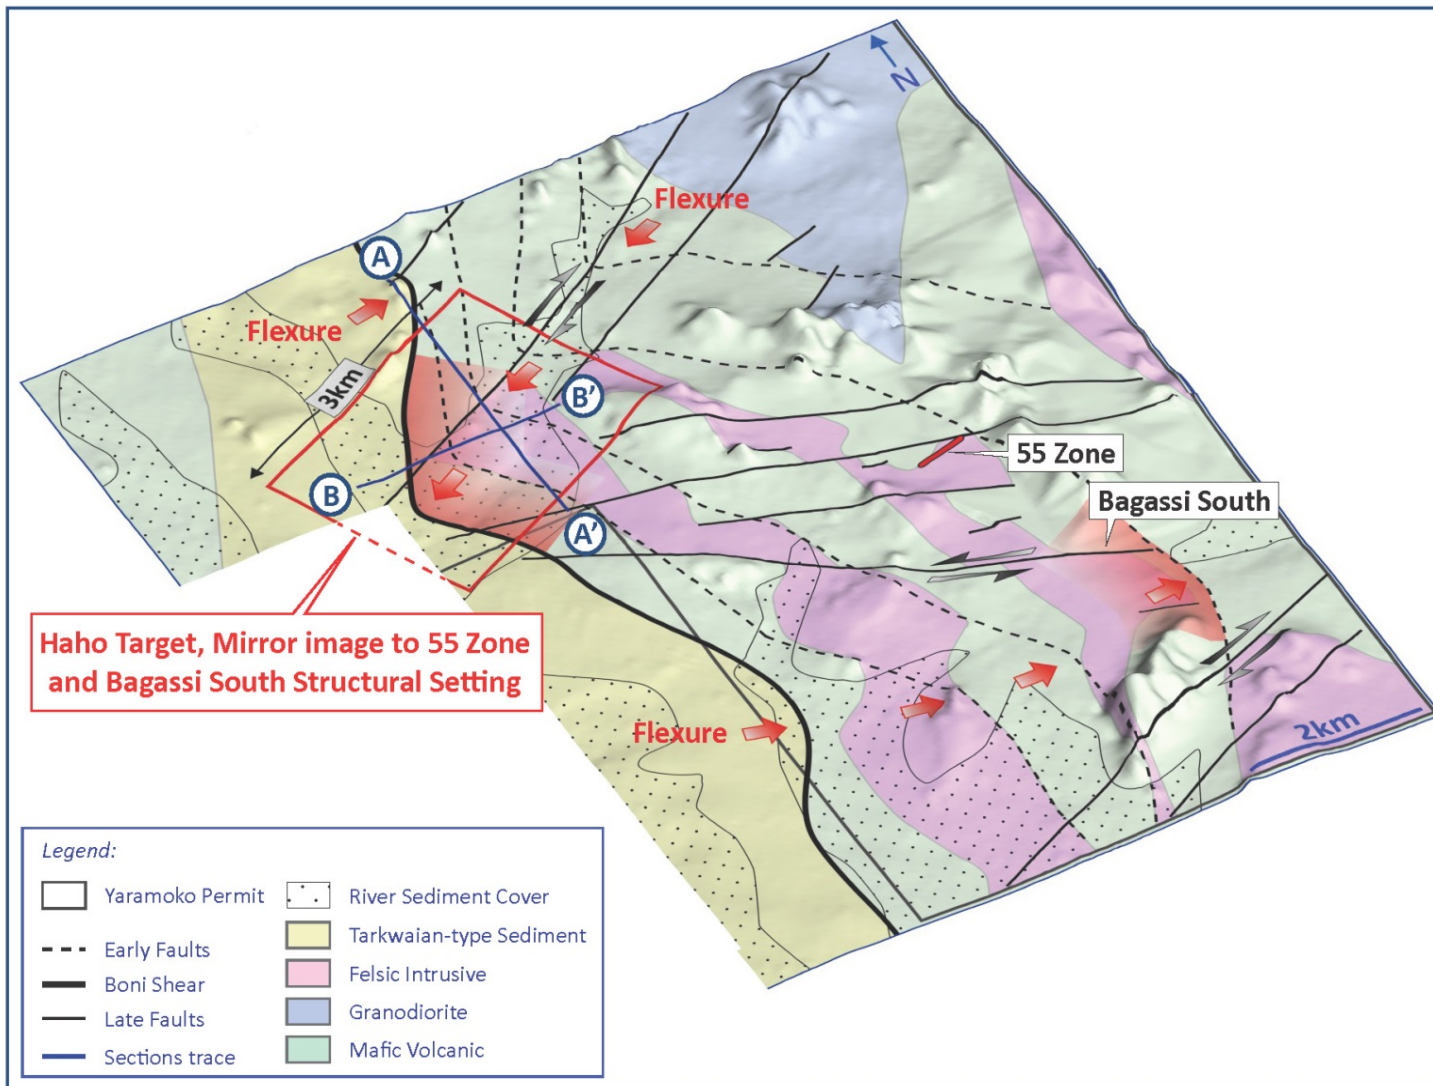 N
Flexure
A
Flexure
3km
B'
B
A'
55 Zone
Bagassi South
Haho Target, Mirror image to 55 Zone
and Bagassi South Structural Setting
Flexure
2km
Legend:
Yaramoko Permit
Early Faults
Boni Shear
Late Faults
Sections trace
River Sediment Cover
Tarkwaian-type Sediment
Felsic Intrusive
Granodiorite
Mafic Volcanic